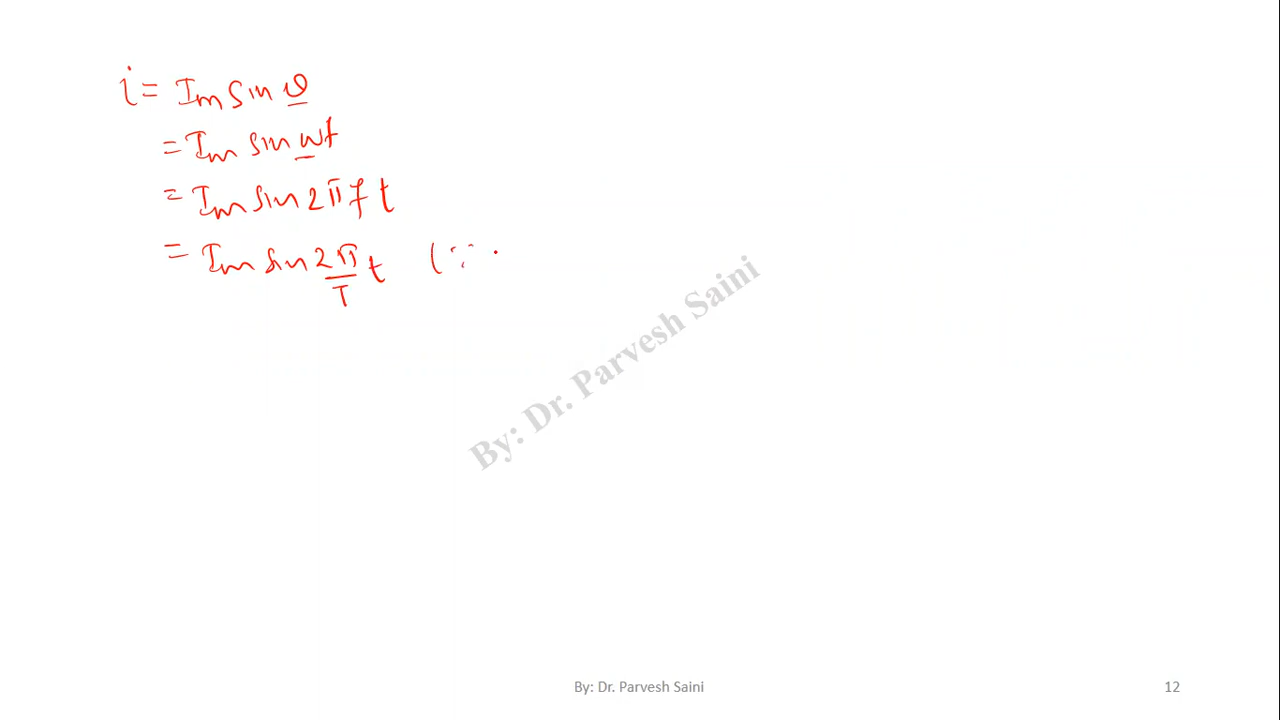 i = Im sin θ
= Im sin ωt
= Im sin 2πft
= Im sin 2π/T t (∵
By: Dr. Parvesh Saini
By: Dr. Parvesh Saini
12